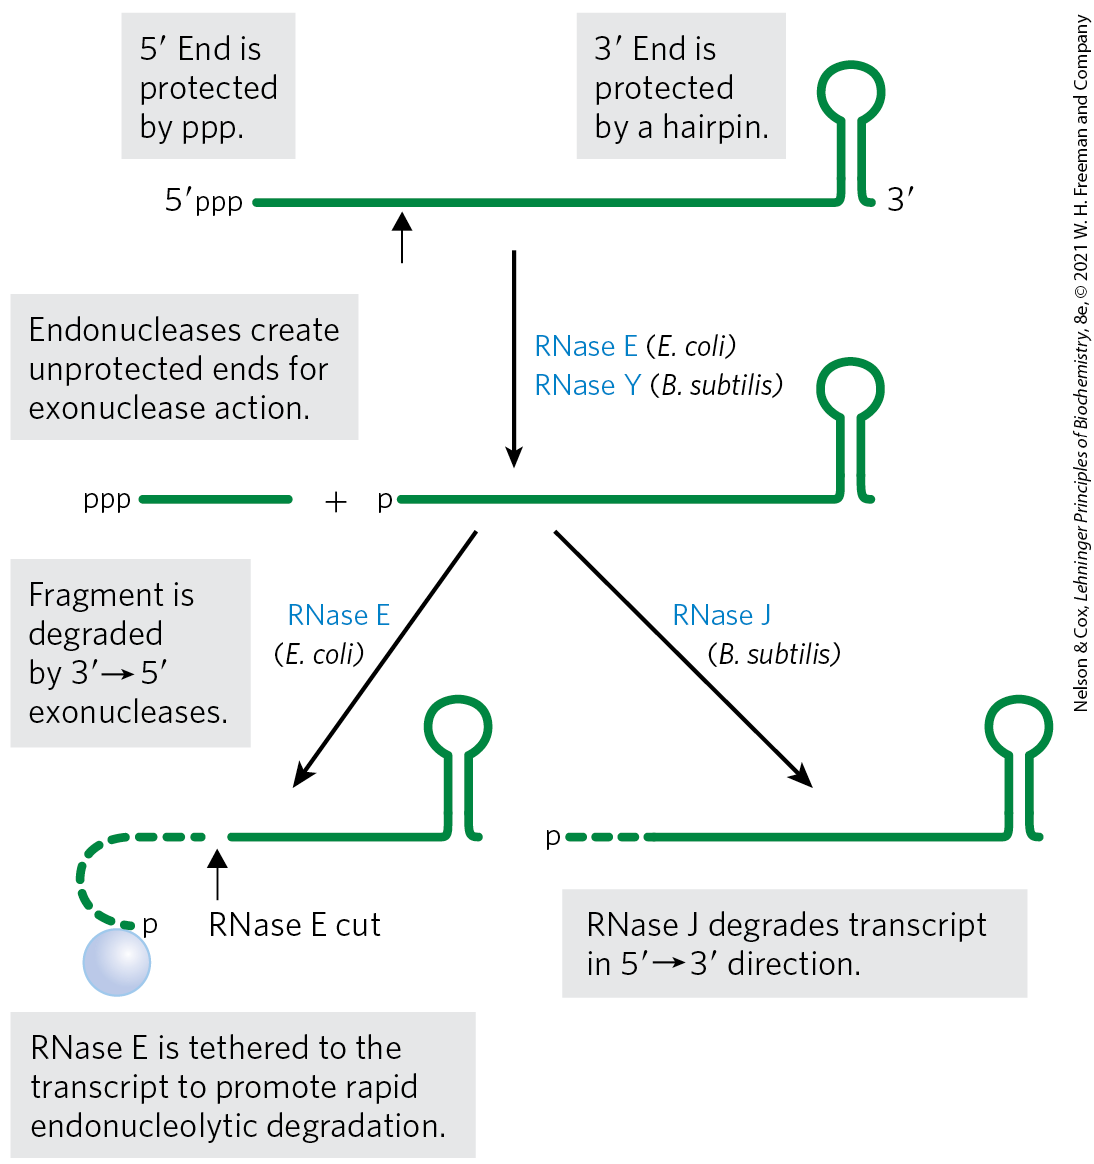 5′ End is
protected
by ppp.
3′ End is
protected
by a hairpin.
5′ppp
3′
Endonucleases create
unprotected ends for
exonuclease action.
RNase E (E. coli)
RNase Y (B. subtilis)
ppp
+
p
Fragment is
degraded
by 3′→5′
exonucleases.
RNase E
(E. coli)
RNase J
(B. subtilis)
p
RNase E cut
p
RNase J degrades transcript
in 5′→3′ direction.
RNase E is tethered to the
transcript to promote rapid
endonucleolytic degradation.
Nelson & Cox, Lehninger Principles of Biochemistry, 8e, © 2021 W. H. Freeman and Company